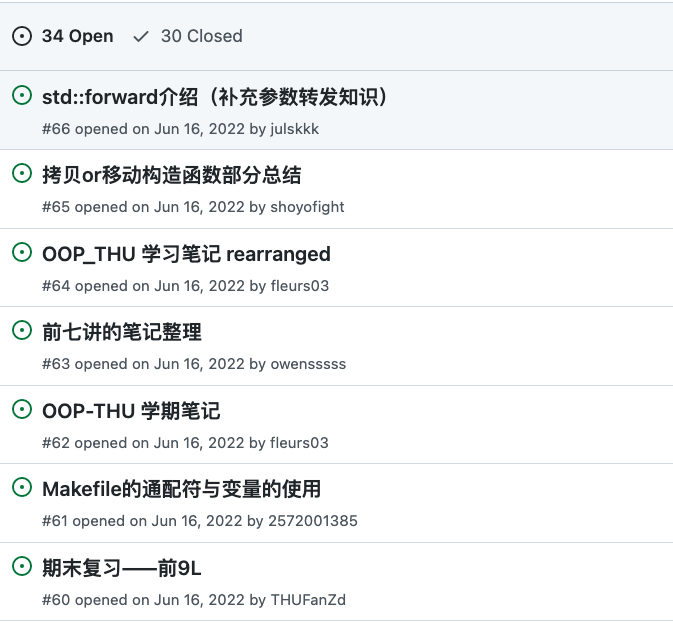 34 Open 30 Closed
std::forward介绍（补充参数转发知识）
#66 opened on Jun 16, 2022 by julskkk
拷贝or移动构造函数部分总结
#65 opened on Jun 16, 2022 by shoyofight
OOP_THU 学习笔记 rearranged
#64 opened on Jun 16, 2022 by fleurs03
前七讲的笔记整理
#63 opened on Jun 16, 2022 by owensssss
OOP-THU 学期笔记
#62 opened on Jun 16, 2022 by fleurs03
Makefile的通配符与变量的使用
#61 opened on Jun 16, 2022 by 2572001385
期末复习——前9L
#60 opened on Jun 16, 2022 by THUFanZd